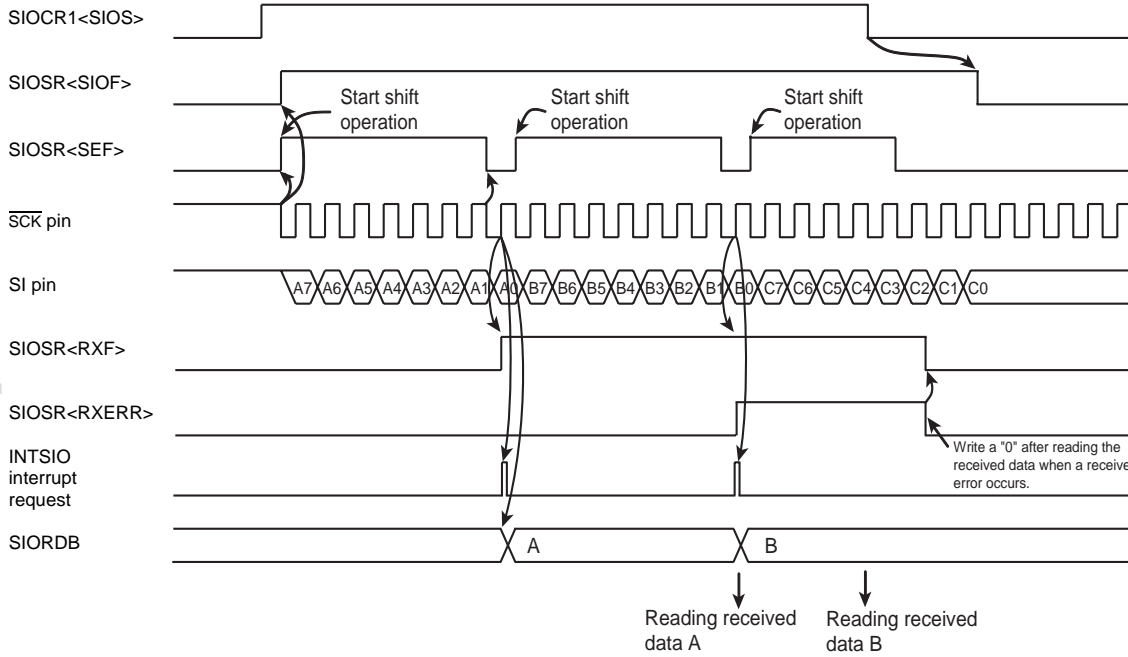 SIOCR1<SIOS>
SIOSR<SIOF>
Start shift
operation
Start shift
operation
Start shift
operation
SIOSR<SEF>
SCK pin
SI pin
A7 A6 A5 A4 A3 A2 A1 A0 B7 B6 B5 B4 B3 B2 B1 B0 C7 C6 C5 C4 C3 C2 C1 C0
SIOSR<RXF>
SIOSR<RXERR>
Write a "0" after reading the
received data when a receive
error occurs.
INTSIO
interrupt
request
SIORDB
A
B
Reading received
data A
Reading received
data B